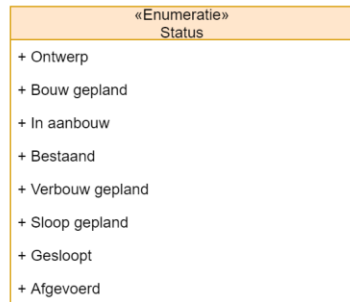 «Enumeratie»
Status
+ Ontwerp
+ Bouw gepland
+ In aanbouw
+ Bestaand
+ Verbouw gepland
+ Sloop gepland
+ Gesloopt
+ Afgevoerd